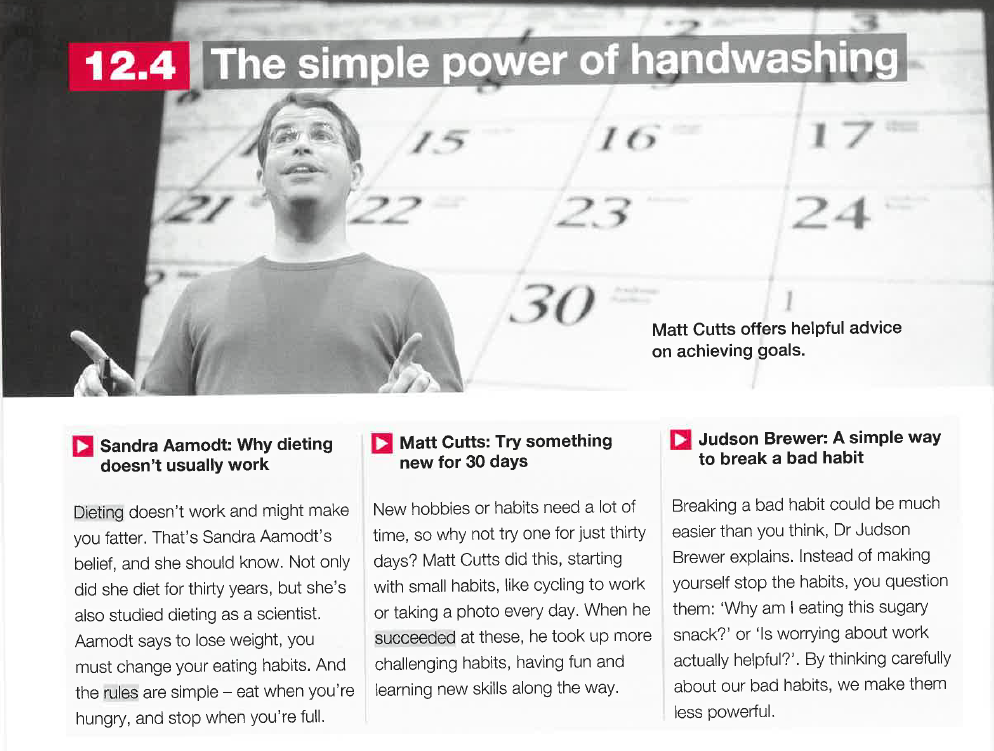 12.4 The simple power of handwashing
2
3
10
15
16
17
21
22
23
24
30
1
Matt Cutts offers helpful advice
on achieving goals.
Sandra Aamodt: Why dieting
doesn't usually work
Dieting doesn't work and might make
you fatter. That's Sandra Aamodt's
belief, and she should know. Not only
did she diet for thirty years, but she's
also studied dieting as a scientist.
Aamodt says to lose weight, you
must change your eating habits. And
the rules are simple – eat when you're
hungry, and stop when you're full.
Matt Cutts: Try something
new for 30 days
New hobbies or habits need a lot of
time, so why not try one for just thirty
days? Matt Cutts did this, starting
with small habits, like cycling to work
or taking a photo every day. When he
succeeded at these, he took up more
challenging habits, having fun and
learning new skills along the way.
Judson Brewer: A simple way
to break a bad habit
Breaking a bad habit could be much
easier than you think, Dr Judson
Brewer explains. Instead of making
yourself stop the habits, you question
them: 'Why am I eating this sugary
snack?' or 'Is worrying about work
actually helpful?'. By thinking carefully
about our bad habits, we make them
less powerful.